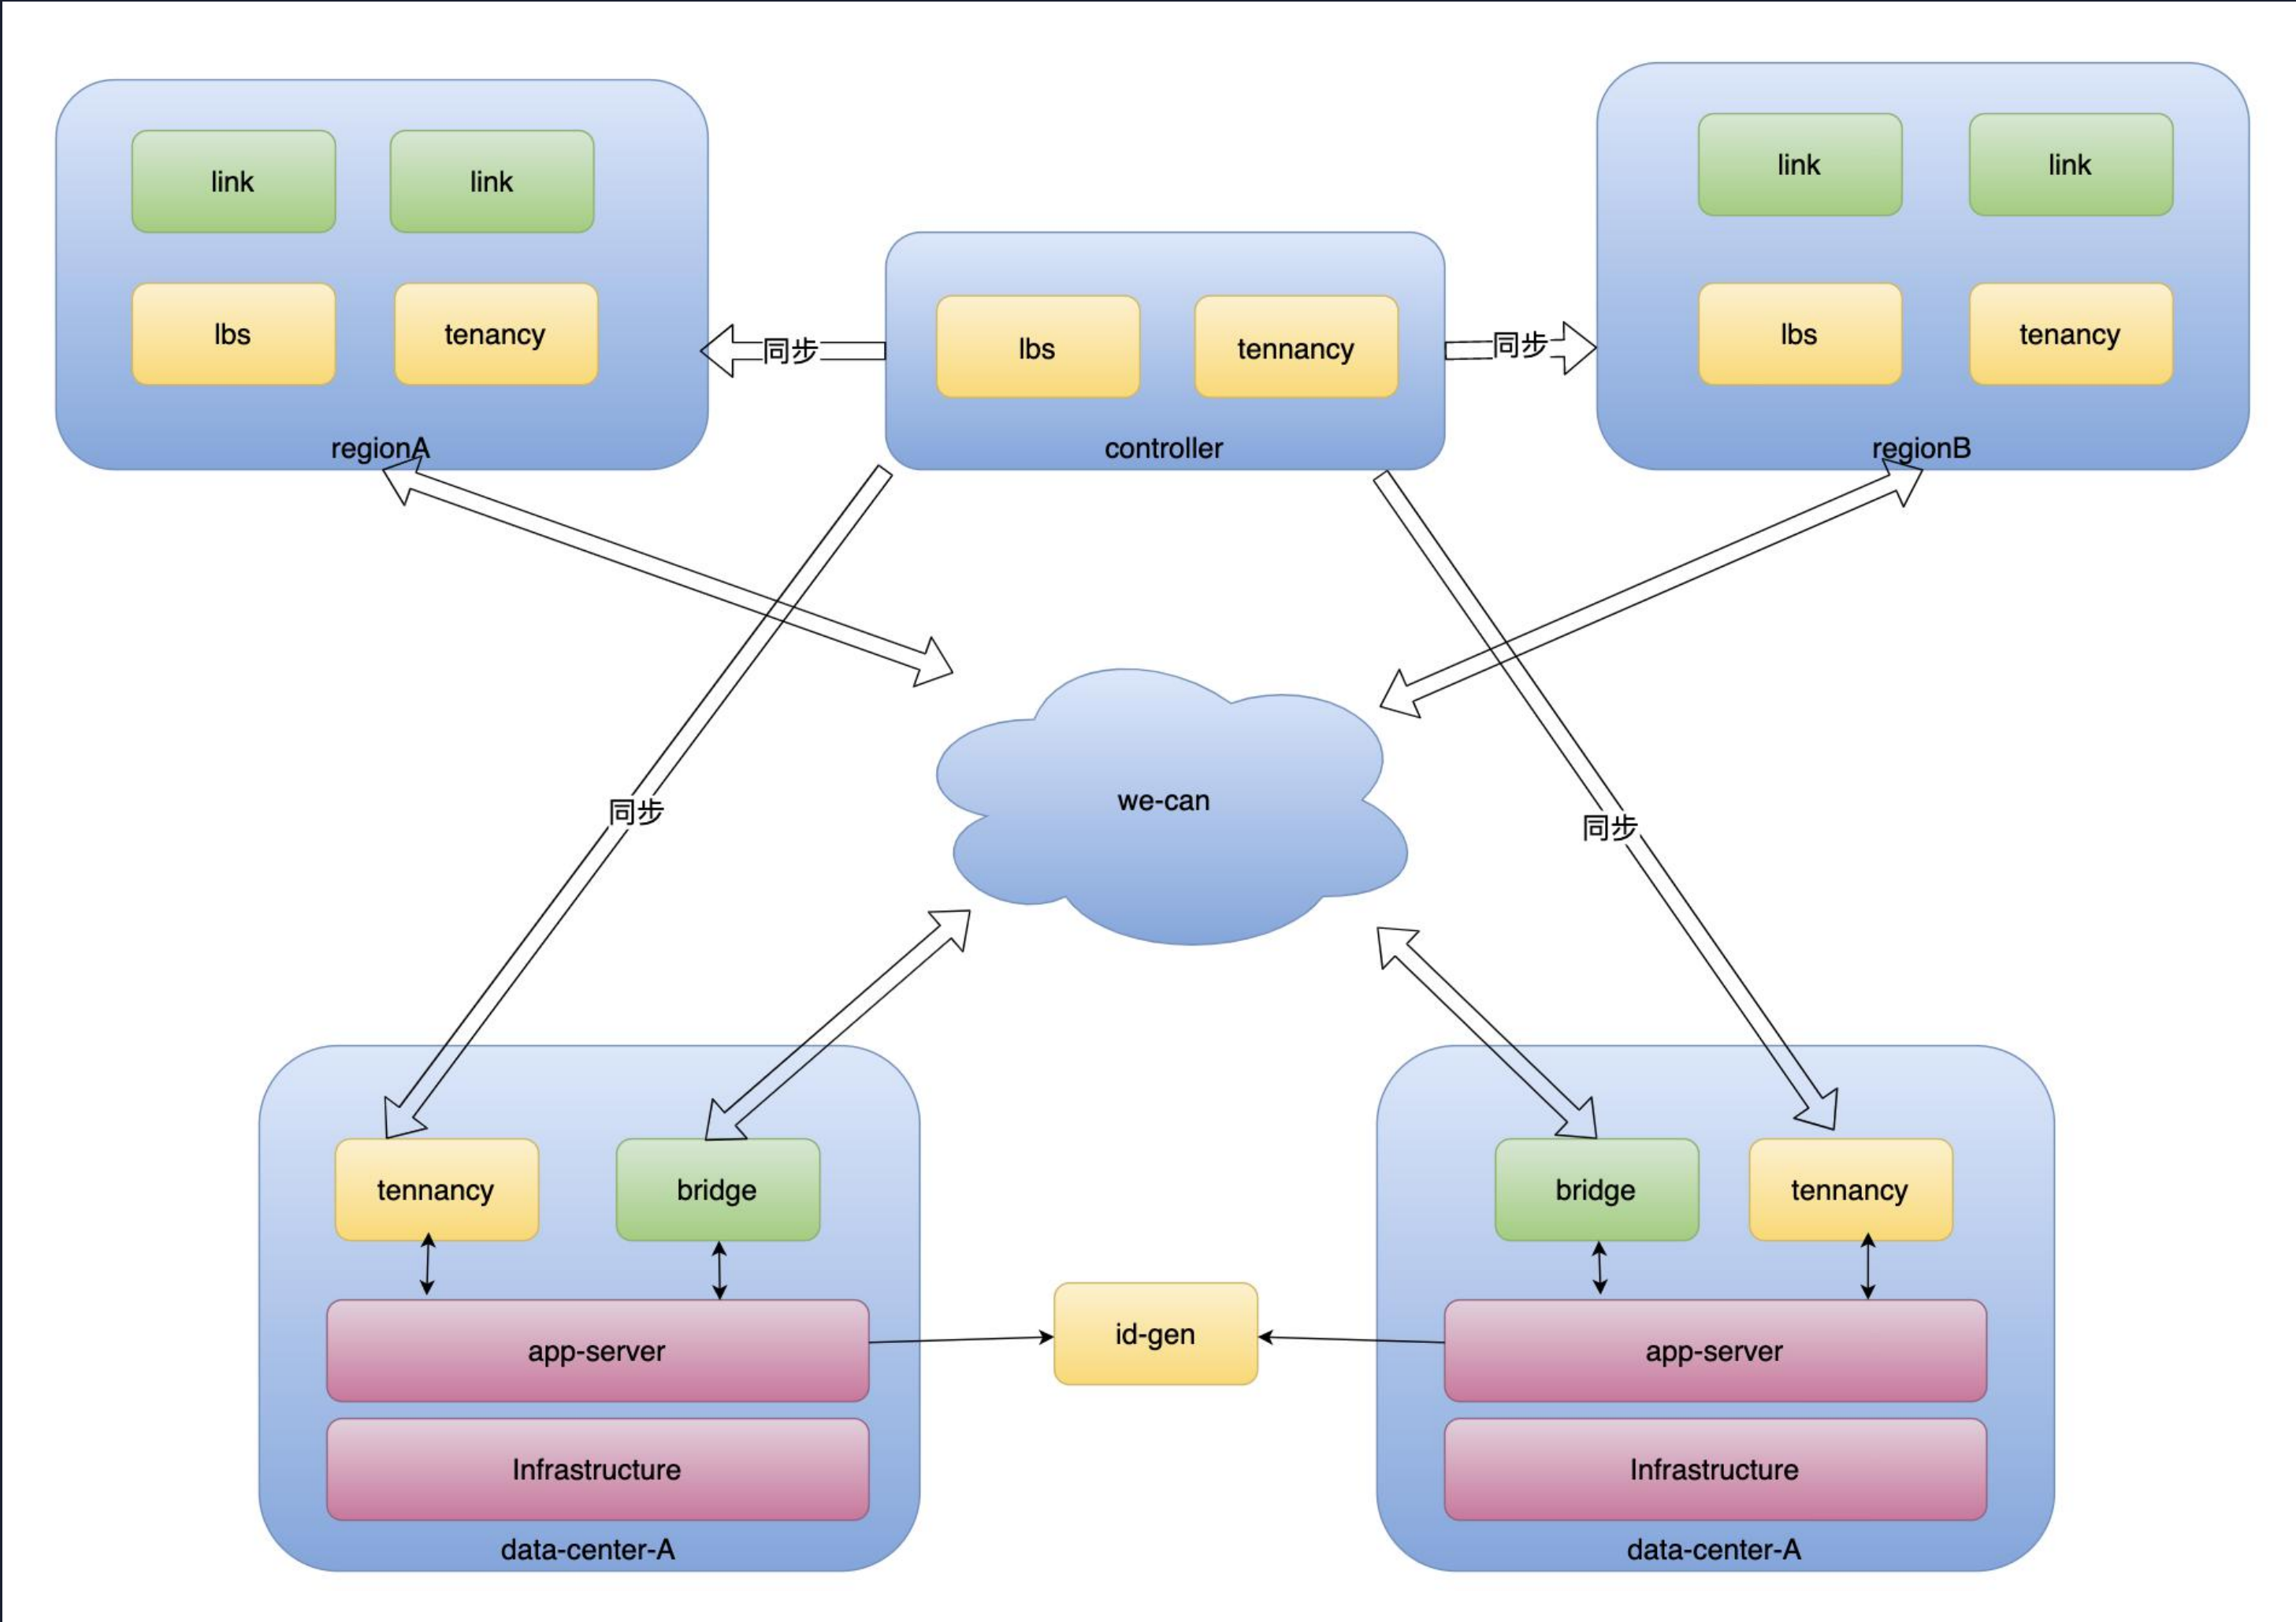 link
link
lbs
tenancy
regionA
同步
lbs
tennancy
controller
同步
link
link
lbs
tenancy
regionB
同步
we-can
同步
tennancy
bridge
app-server
Infrastructure
data-center-A
id-gen
bridge
tennancy
app-server
Infrastructure
data-center-A